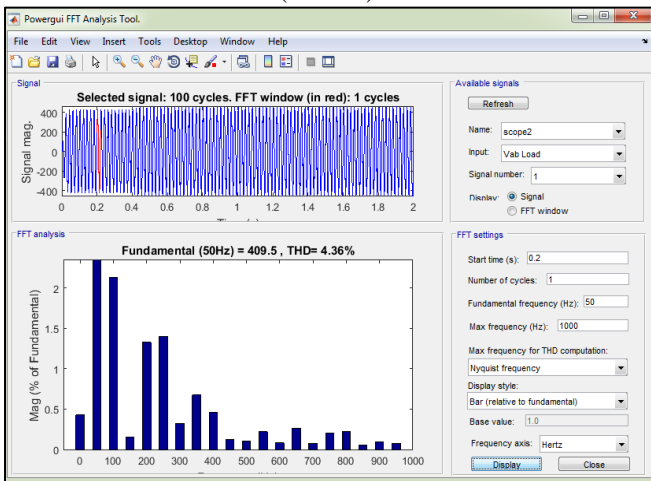 Powergui FFT Analysis Tool.
File Edit View Insert Tools Desktop Window Help
Signal
Selected signal: 100 cycles. FFT window (in red): 1 cycles
Signal mag.
400
200
0
-200
-400
0 0.2 0.4 0.6 0.8 1 1.2 1.4 1.6 1.8 2
FFT analysis
Fundamental (50Hz) = 409.5 , THD= 4.36%
Mag (% of Fundamental)
2
1.5
1
0.5
0
0 100 200 300 400 500 600 700 800 900 1000
Available signals
Refresh
Name: scope2
Input: Vab Load
Signal number: 1
Display: Signal
FFT window
FFT settings
Start time (s): 0.2
Number of cycles: 1
Fundamental frequency (Hz): 50
Max frequency (Hz): 1000
Max frequency for THD computation:
Nyquist frequency
Display style:
Bar (relative to fundamental)
Base value: 1.0
Frequency axis: Hertz
Display Close